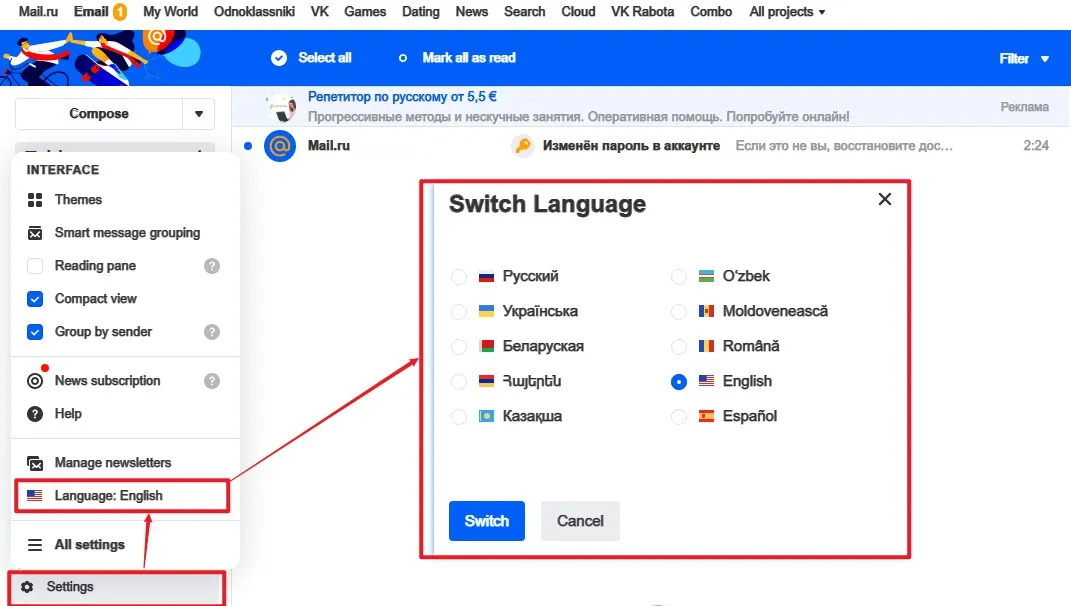 Mail.ru Email 1 My World Odnoklassniki VK Games Dating News Search Cloud VK Rabota Combo All projects
Select all Mark all as read Filter
Compose
Репетитор по русскому от 5,5 €
Прогрессивные методы и нескучные занятия. Оперативная помощь. Попробуйте онлайн!
Реклама
Mail.ru Изменён пароль в аккаунте Если это не вы, восстановите дос... 2:24
INTERFACE
Themes
Smart message grouping
Reading pane ?
Compact view
Group by sender ?
News subscription ?
Help
Manage newsletters
Language: English
All settings
Settings
Switch Language
Русский
Українська
Беларуская
Հայերեն
Казақша
O'zbek
Moldovenească
Română
English
Español
Switch Cancel